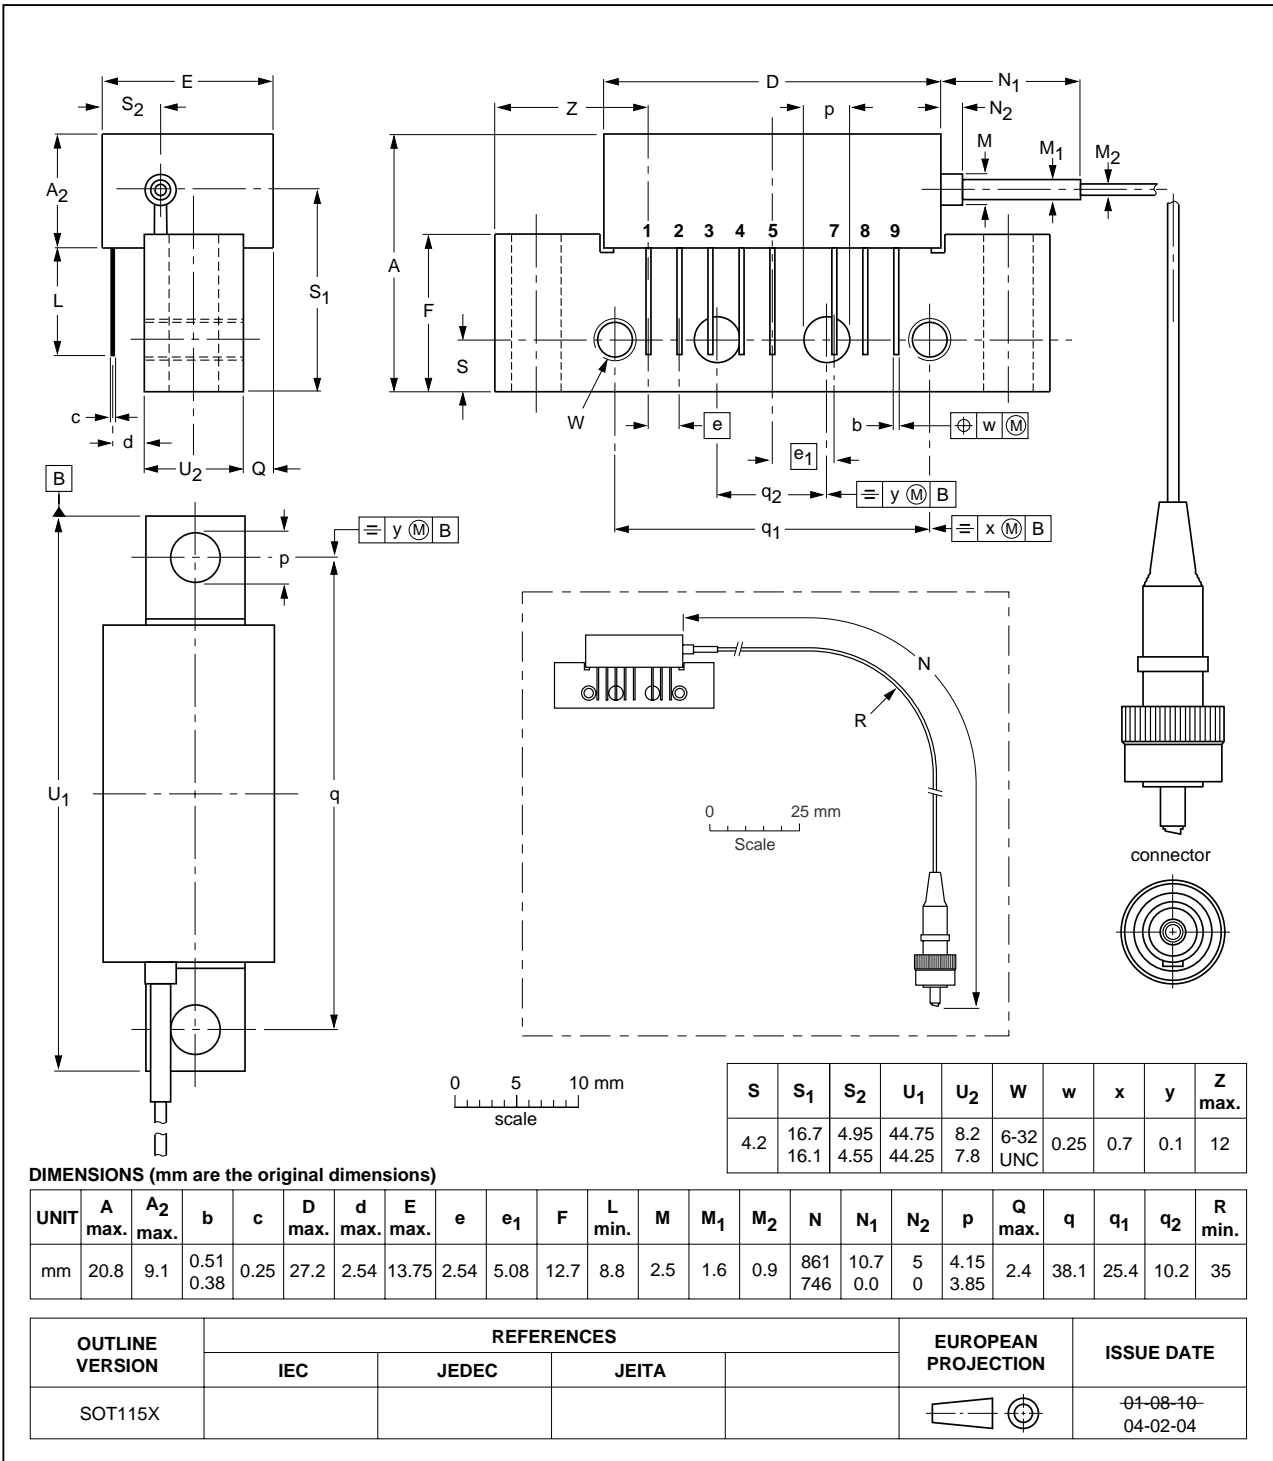 E
S2
A2
L
S1
c
d
U2
Q
D
N1
N2
Z
p
M
M1
M2
A
F
S
1 2 3 4 5 7 8 9
W
e
b
w M
e1
q2
y M B
q1
x M B
B
y M B
p
U1
q
N
R
0 25 mm
Scale
connector
0 5 10 mm
scale
S S1 S2 U1 U2 W w x y Z max.
4.2 16.7 16.1 4.95 4.55 44.75 44.25 8.2 7.8 6-32 UNC 0.25 0.7 0.1 12
DIMENSIONS (mm are the original dimensions)
UNIT A max. A2 max. b c D max. d max. E max. e e1 F L min. M M1 M2 N N1 N2 p Q max. q q1 q2 R min.
mm 20.8 9.1 0.51 0.38 0.25 27.2 2.54 13.75 2.54 5.08 12.7 8.8 2.5 1.6 0.9 861 746 10.7 0.0 5 0 4.15 3.85 2.4 38.1 25.4 10.2 35
OUTLINE VERSION
REFERENCES
EUROPEAN PROJECTION
ISSUE DATE
IEC JEDEC JEITA
SOT115X
01-08-10
04-02-04